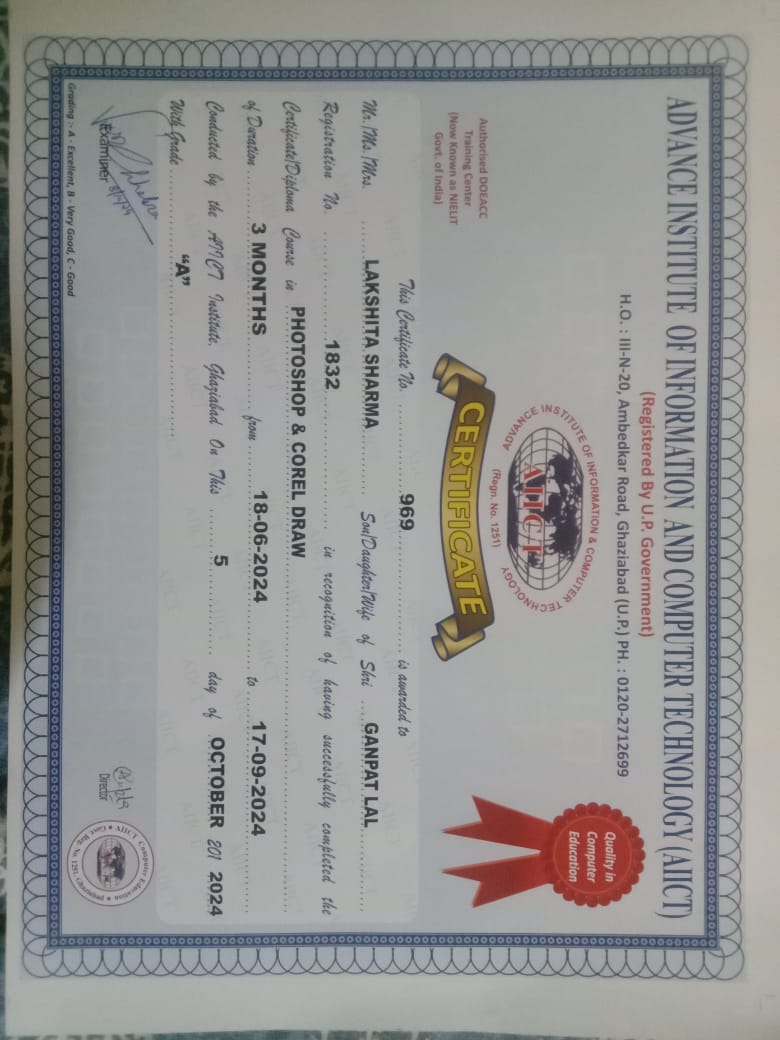 ADVANCE INSTITUTE OF INFORMATION AND COMPUTER TECHNOLOGY (AIICT)
(Registered By U.P. Government)
H.O. : III-N-20, Ambedkar Road, Ghaziabad (U.P.) PH. : 0120-2712699
Quality in
Computer
Education
ADVANCE INSTITUTE OF INFORMATION & COMPUTER TECHNOLOGY
AIICT
(Regn. No. 1251)
CERTIFICATE
Authorised DOEACC
Training Center
(Now Known as NIELIT
Govt. of India)
This Certificate No. 969 is awarded to
Mr./Ms./Mrs. LAKSHITA SHARMA Son/Daughter/Wife of Shri GANPAT LAL
Registration No. 1832 in recognition of having successfully completed the
Certificate/Diploma Course in PHOTOSHOP & COREL DRAW
of Duration 3 MONTHS from 18-06-2024 to 17-09-2024
Conducted by the AIICT Institute, Ghaziabad On This 5 day of OCTOBER 201 2024
With Grade "A"
Chhebra
Examiner
Director
AIICT Computer Education
Govt. Reg. No. 1251, Ghaziabad
Grading :- A - Excellent, B - Very Good, C - Good